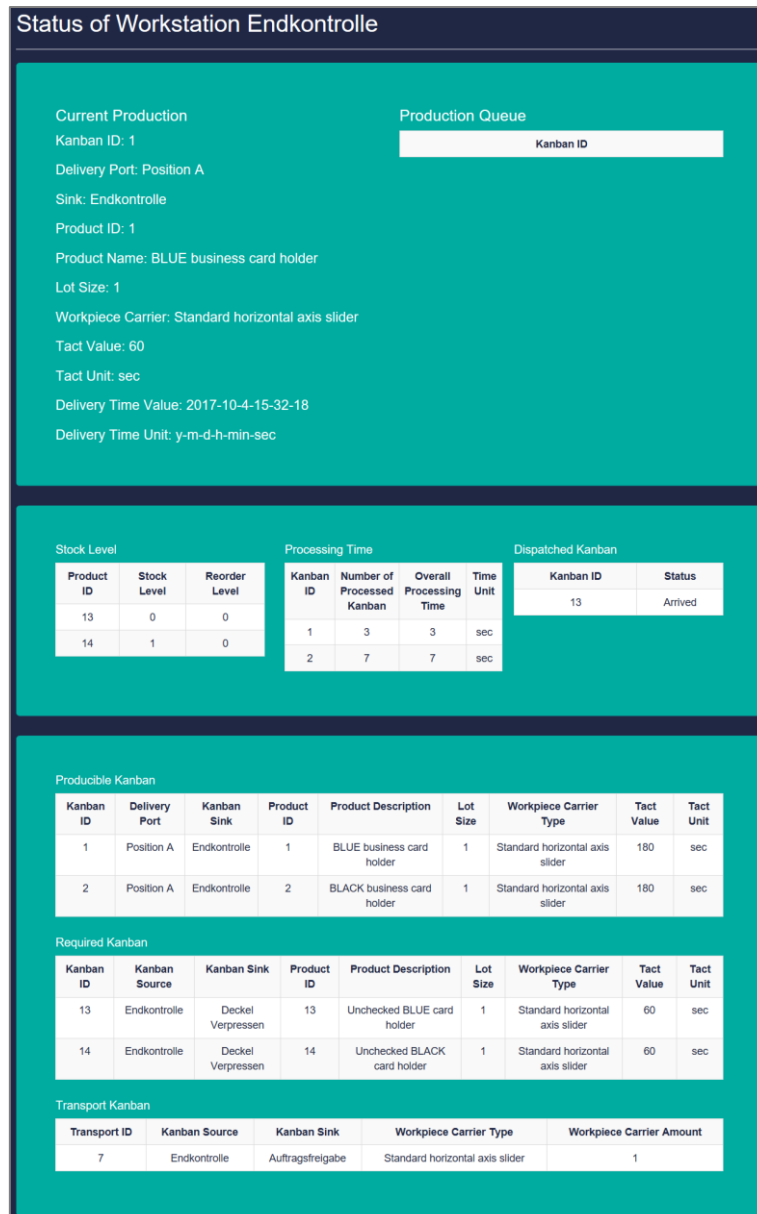 Status of Workstation Endkontrolle
Current Production
Kanban ID: 1
Delivery Port: Position A
Sink: Endkontrolle
Product ID: 1
Product Name: BLUE business card holder
Lot Size: 1
Workpiece Carrier: Standard horizontal axis slider
Tact Value: 60
Tact Unit: sec
Delivery Time Value: 2017-10-4-15-32-18
Delivery Time Unit: y-m-d-h-min-sec
Production Queue
Kanban ID
Stock Level
Product ID Stock Level Reorder Level
13 0 0
14 1 0
Processing Time
Kanban ID Number of Processed Kanban Overall Processing Time Time Unit
1 3 3 sec
2 7 7 sec
Dispatched Kanban
Kanban ID Status
13 Arrived
Producible Kanban
Kanban ID Delivery Port Kanban Sink Product ID Product Description Lot Size Workpiece Carrier Type Tact Value Tact Unit
1 Position A Endkontrolle 1 BLUE business card holder 1 Standard horizontal axis slider 180 sec
2 Position A Endkontrolle 2 BLACK business card holder 1 Standard horizontal axis slider 180 sec
Required Kanban
Kanban ID Kanban Source Kanban Sink Product ID Product Description Lot Size Workpiece Carrier Type Tact Value Tact Unit
13 Endkontrolle Deckel Verpressen 13 Unchecked BLUE card holder 1 Standard horizontal axis slider 60 sec
14 Endkontrolle Deckel Verpressen 14 Unchecked BLACK card holder 1 Standard horizontal axis slider 60 sec
Transport Kanban
Transport ID Kanban Source Kanban Sink Workpiece Carrier Type Workpiece Carrier Amount
7 Endkontrolle Auftragsfreigabe Standard horizontal axis slider 1